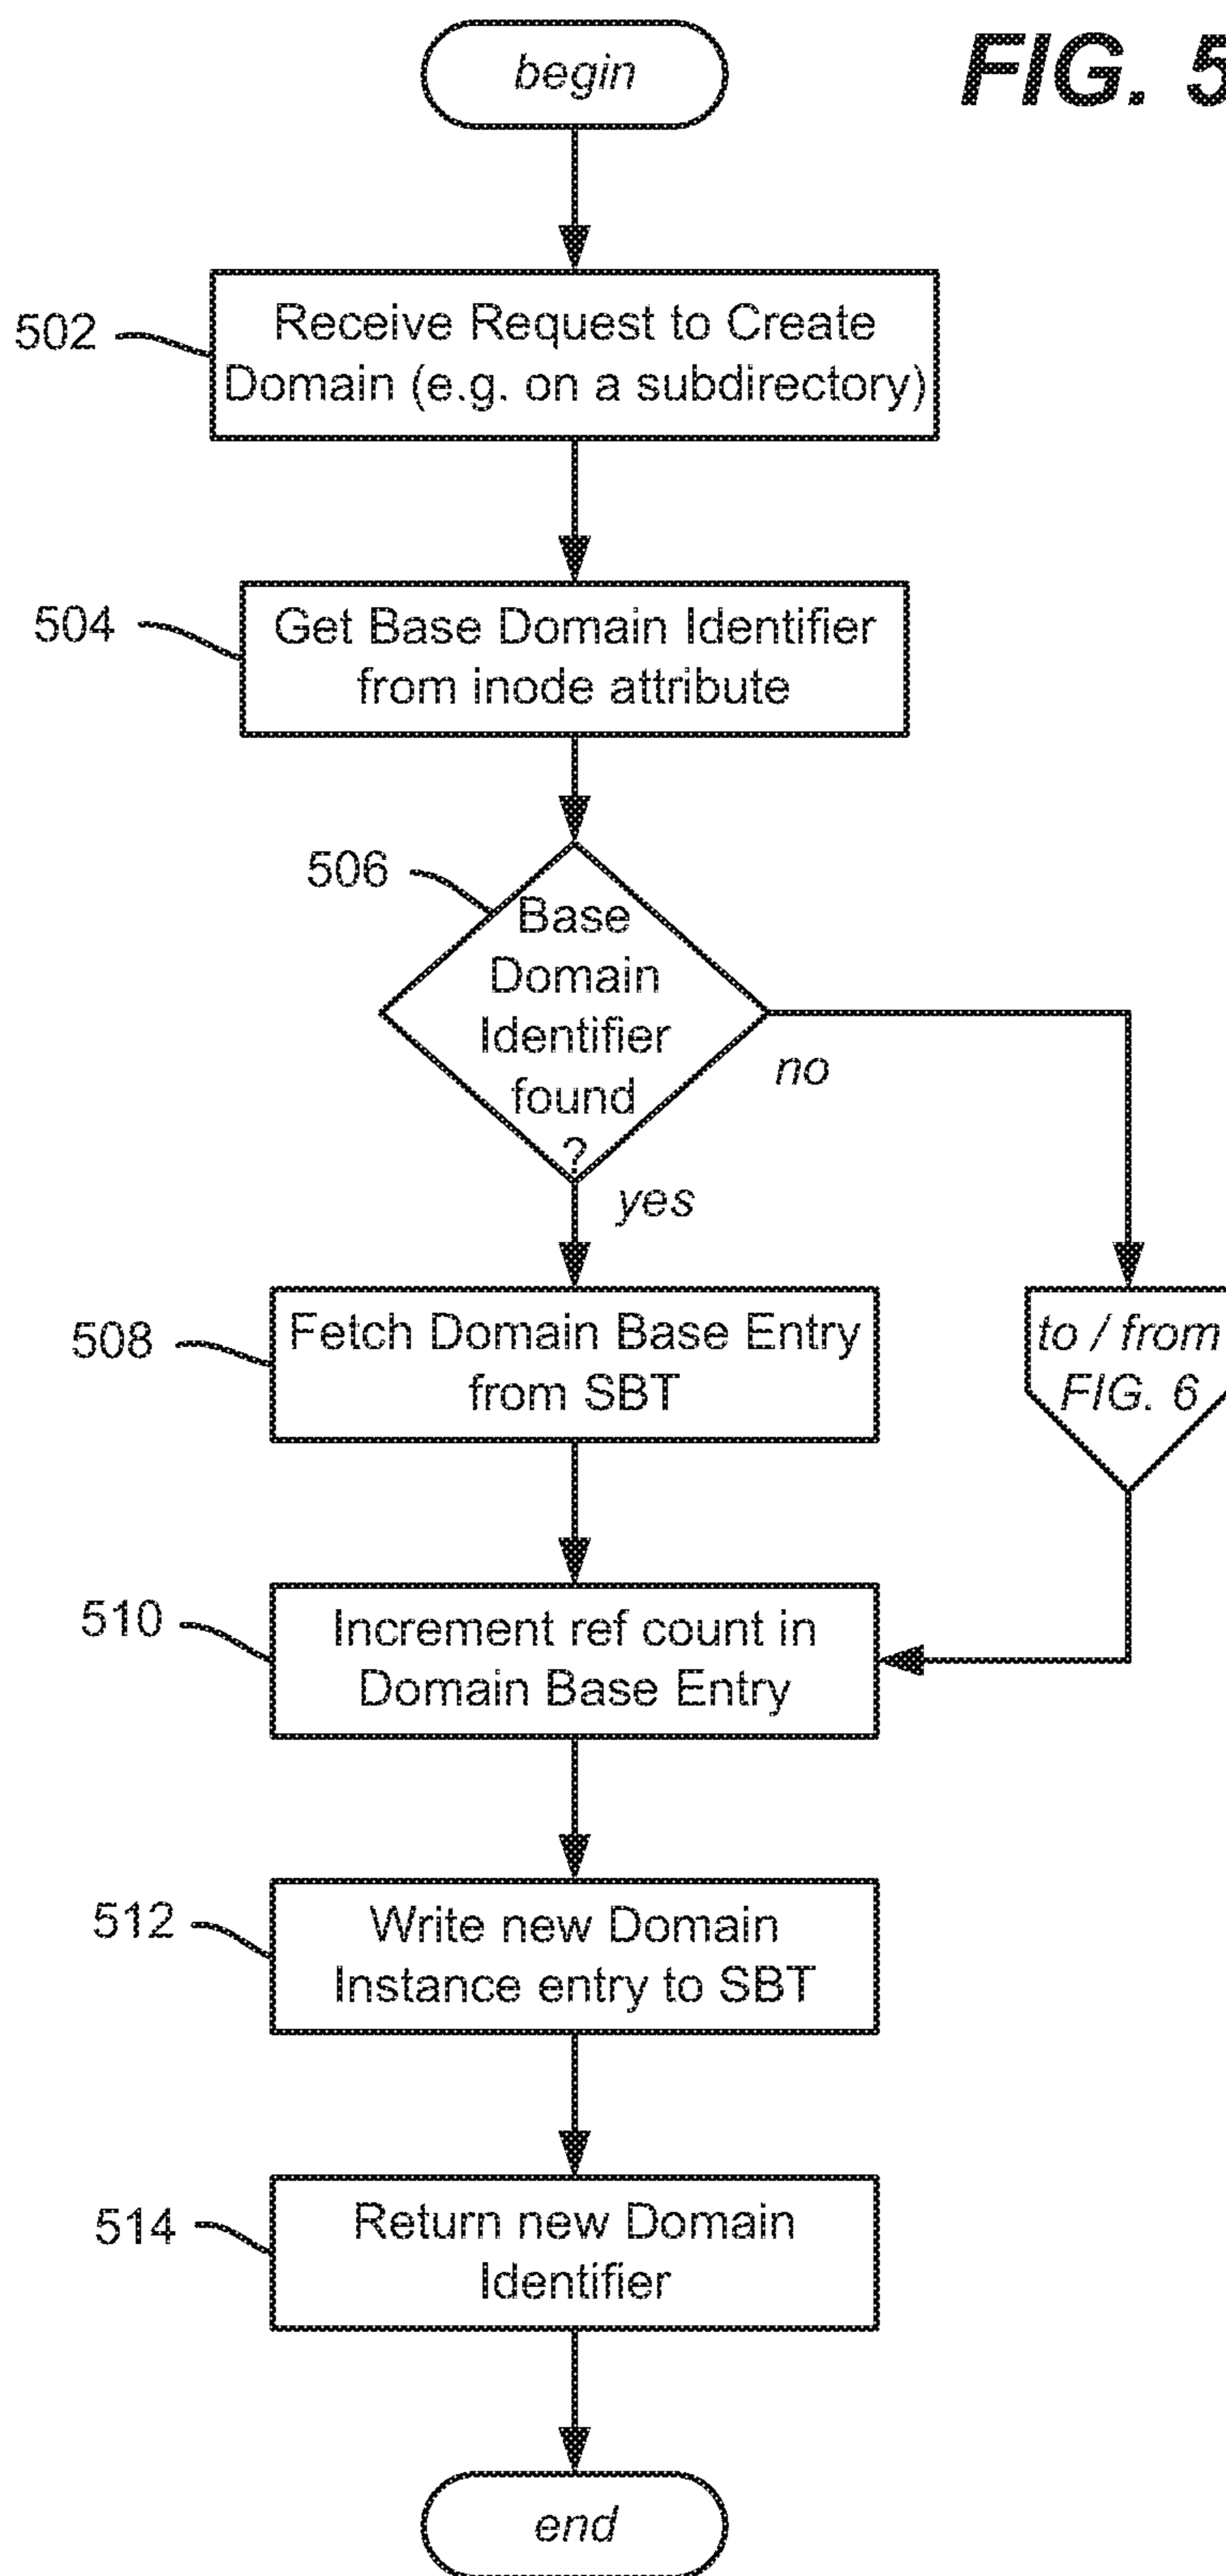 begin
FIG. 5
502
Receive Request to Create
Domain (e.g. on a subdirectory)
504
Get Base Domain Identifier
from inode attribute
506
Base
Domain
Identifier
found
?
no
yes
508
Fetch Domain Base Entry
from SBT
to / from
FIG. 6
510
Increment ref count in
Domain Base Entry
512
Write new Domain
Instance entry to SBT
514
Return new Domain
Identifier
end